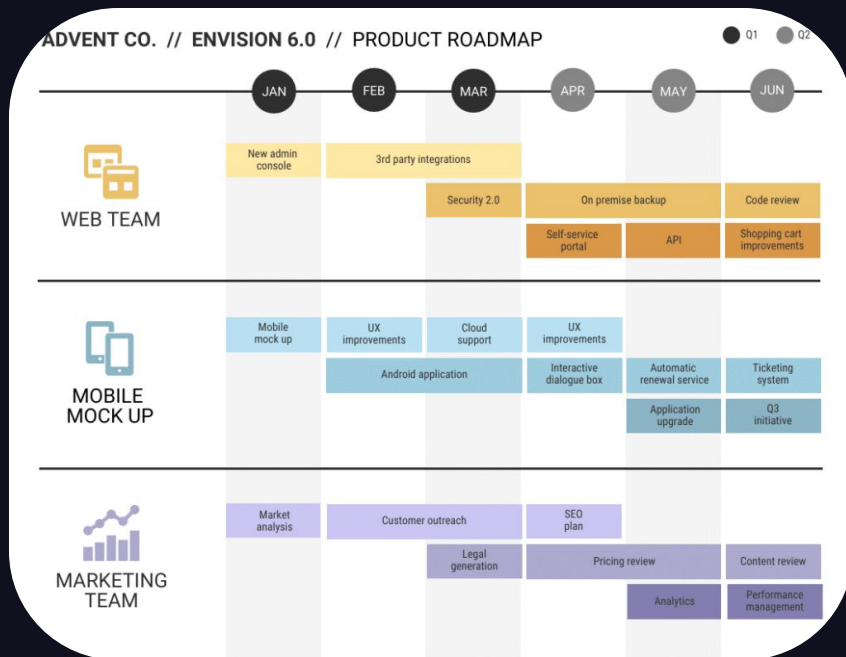 ADVENT CO. // ENVISION 6.0 // PRODUCT ROADMAP
Q1
Q2
JAN
FEB
MAR
APR
MAY
JUN
WEB TEAM
New admin
console
3rd party integrations
Security 2.0
On premise backup
Code review
Self-service
portal
API
Shopping cart
improvements
MOBILE
MOCK UP
Mobile
mock up
UX
improvements
Cloud
support
UX
improvements
Android application
Interactive
dialogue box
Automatic
renewal service
Ticketing
system
Application
upgrade
Q3
initiative
MARKETING
TEAM
Market
analysis
Customer outreach
SEO
plan
Legal
generation
Pricing review
Content review
Analytics
Performance
management